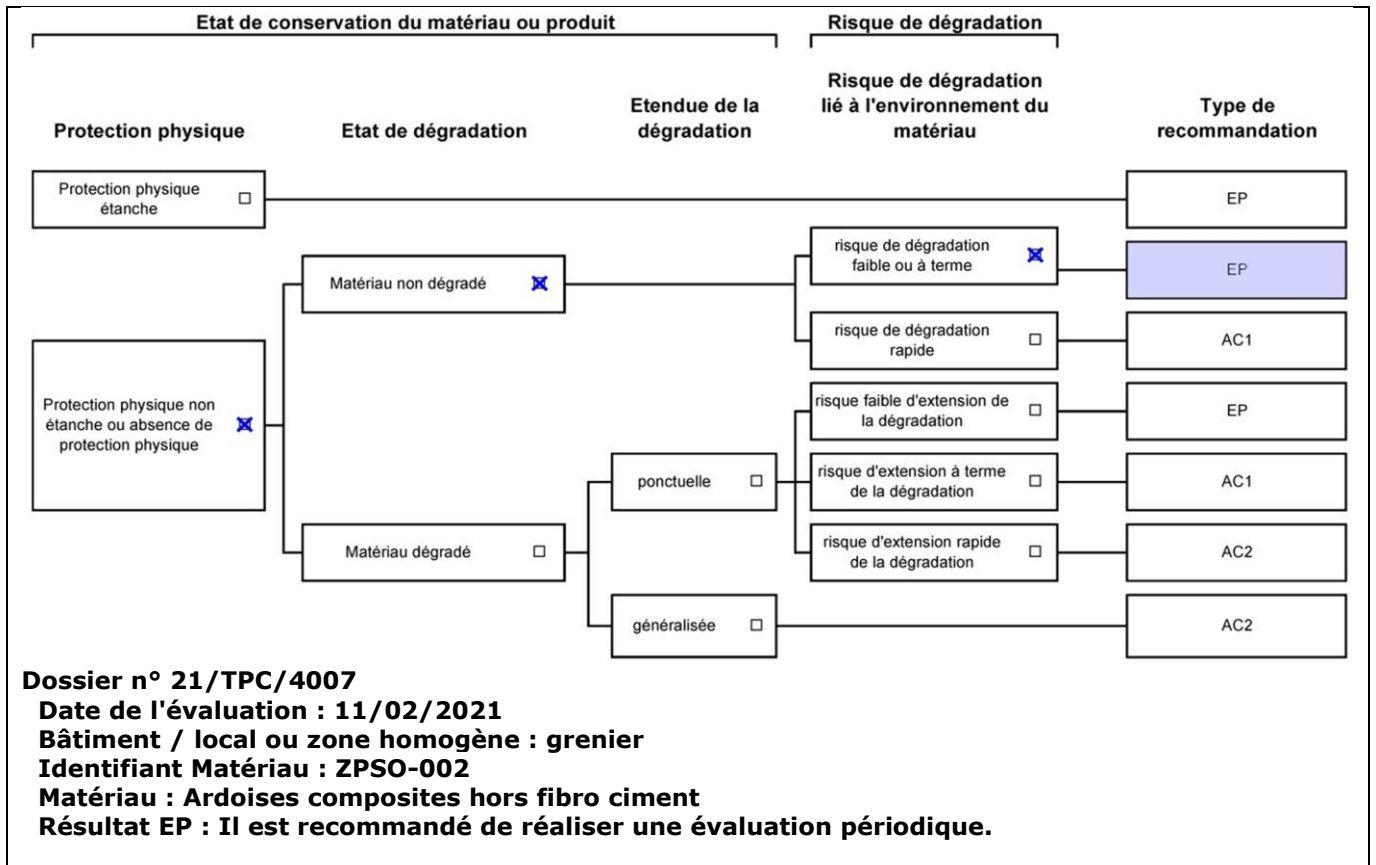 Etat de conservation du matériau ou produit
Risque de dégradation
Protection physique
Etat de dégradation
Etendue de la
dégradation
Risque de dégradation
lié à l'environnement du
matériau
Type de
recommandation
Protection physique
étanche
EP
risque de dégradation
faible ou à terme
EP
Matériau non dégradé
risque de dégradation
rapide
AC1
Protection physique non
étanche ou absence de
protection physique
risque faible d'extension de
la dégradation
EP
ponctuelle
risque d'extension à terme
de la dégradation
AC1
Matériau dégradé
risque d'extension rapide
de la dégradation
AC2
généralisée
AC2
Dossier n° 21/TPC/4007
Date de l'évaluation : 11/02/2021
Bâtiment / local ou zone homogène : grenier
Identifiant Matériau : ZPSO-002
Matériau : Ardoises composites hors fibro ciment
Résultat EP : Il est recommandé de réaliser une évaluation périodique.